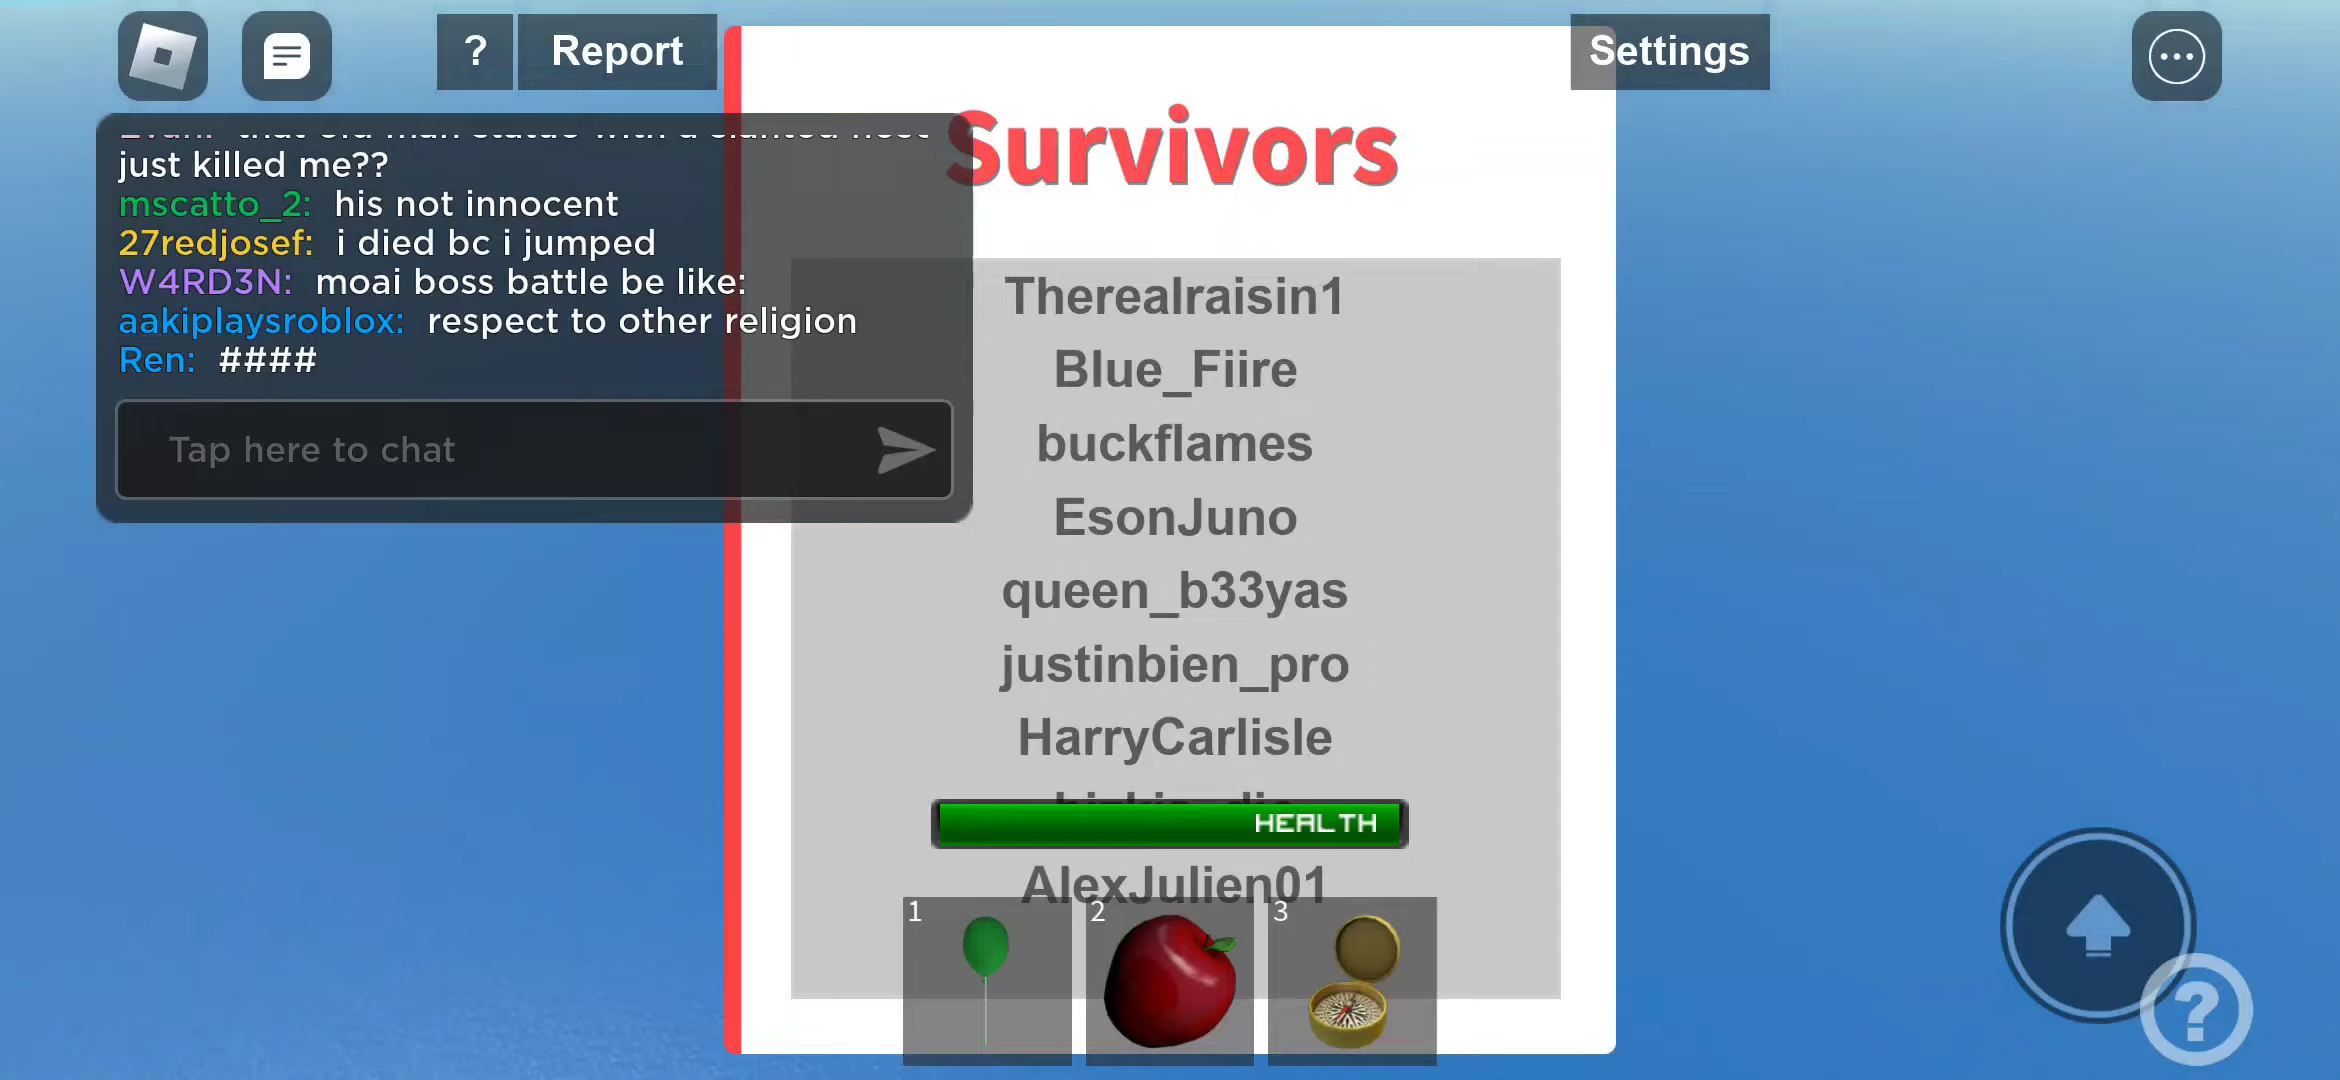 ? Report
Settings
just killed me??
mscatto_2: his not innocent
27redjosef: i died bc i jumped
W4RD3N: moai boss battle be like:
aakiplaysroblox: respect to other religion
Ren: ####
Tap here to chat
Survivors
Therealraisin1
Blue_Fiire
buckflames
EsonJuno
queen_b33yas
justinbien_pro
HarryCarlisle
HEALTH
AlexJulien01
1
2
3
?